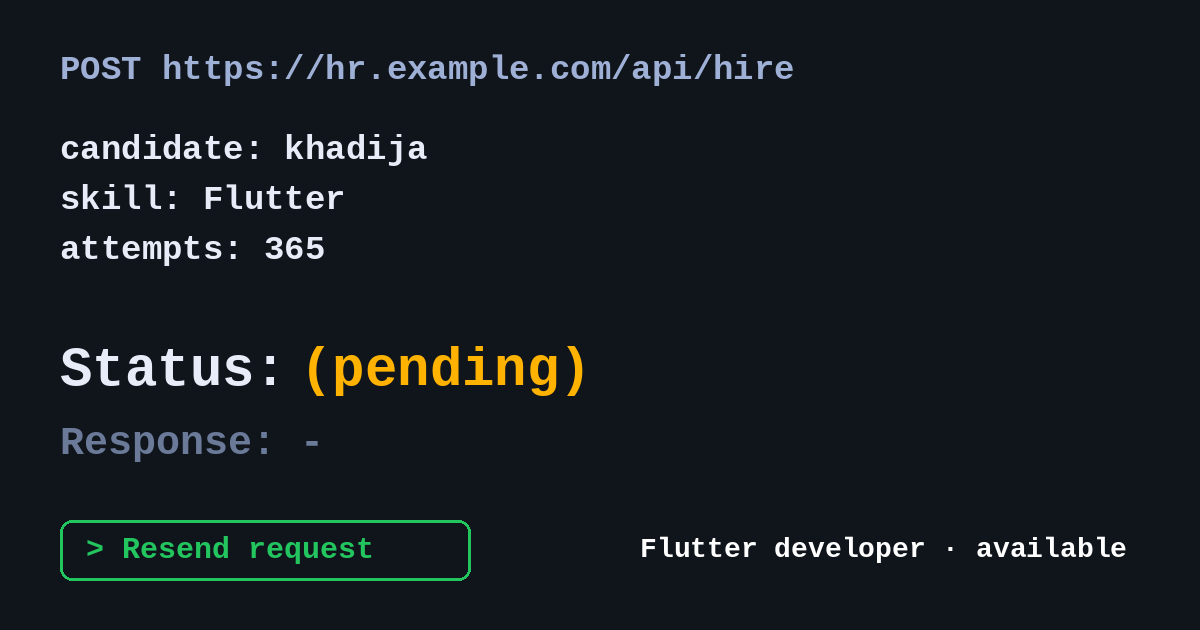 POST https://hr.example.com/api/hire
candidate: khadija
skill: Flutter
attempts: 365
Status: (pending)
Response: -
> Resend request
Flutter developer · available